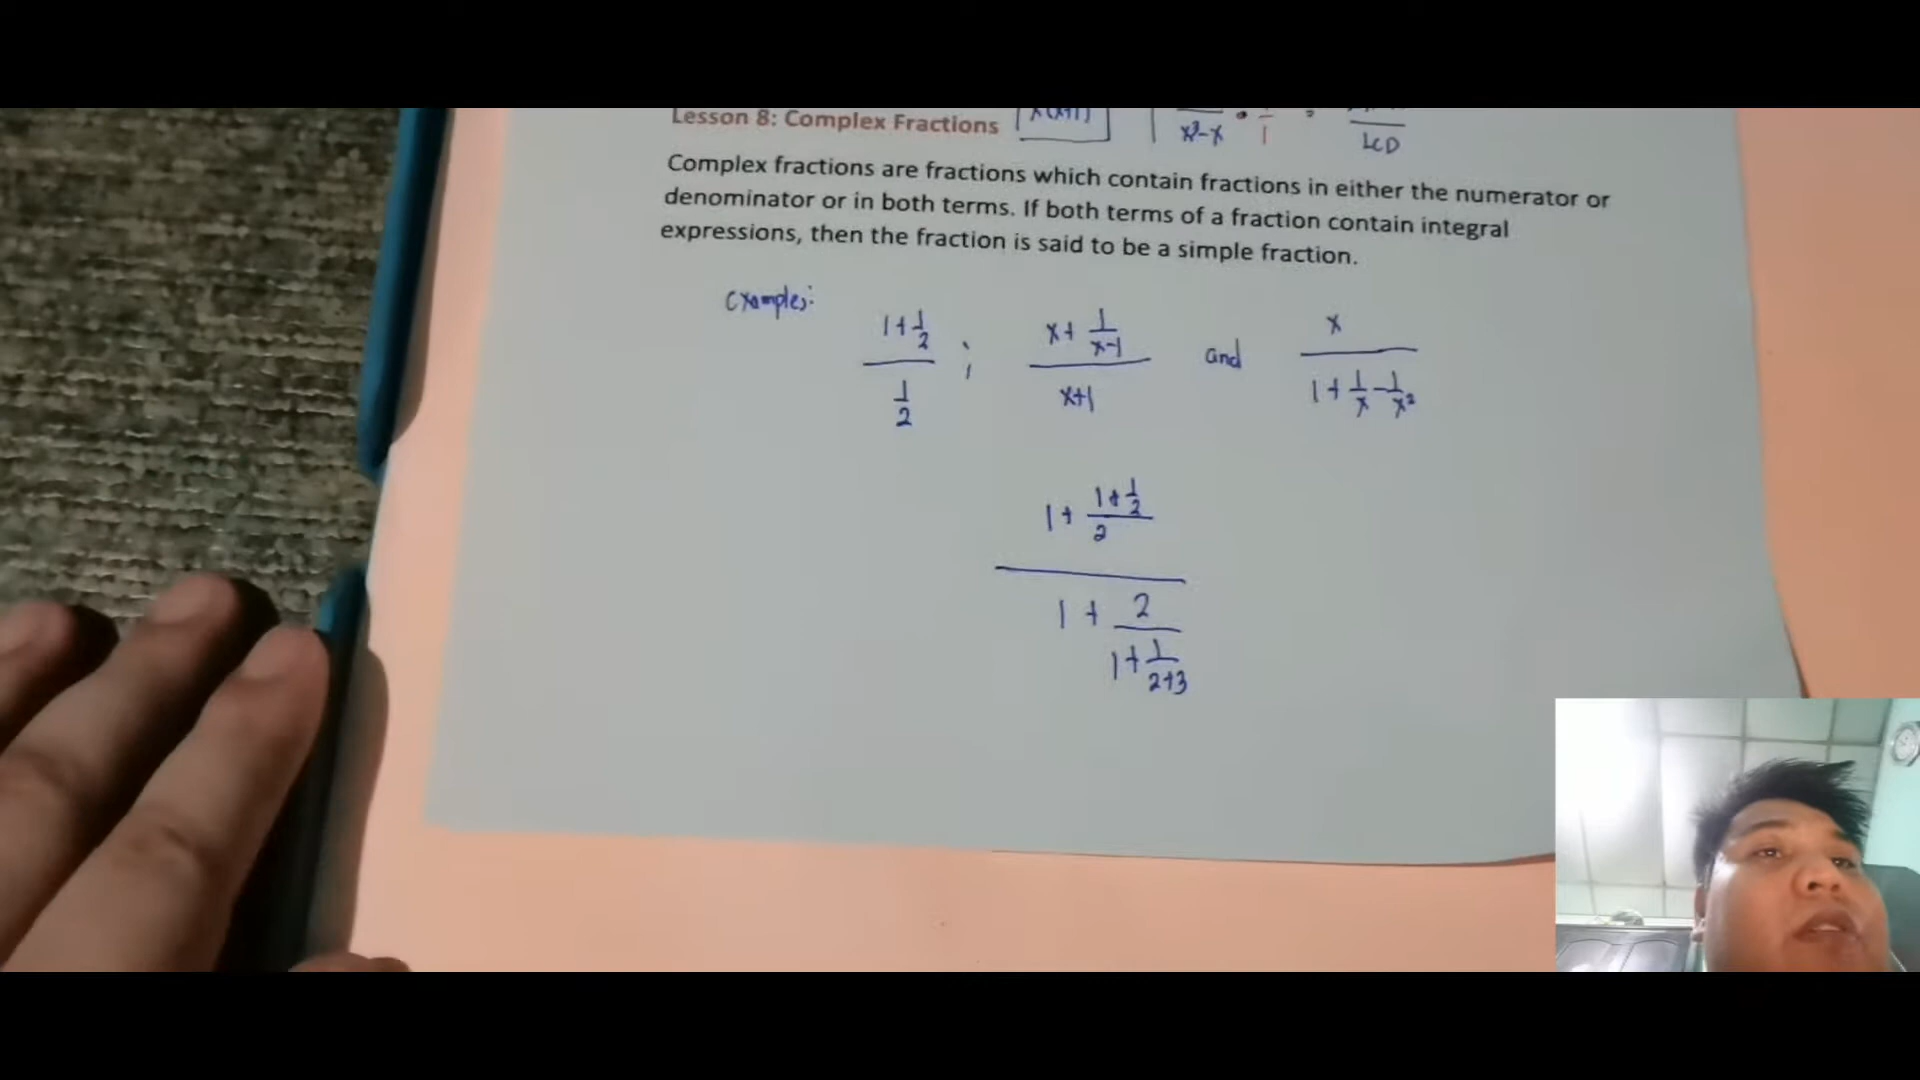 Lesson 8: Complex Fractions x(x+1) x²-x • 1 LCD
Complex fractions are fractions which contain fractions in either the numerator or
denominator or in both terms. If both terms of a fraction contain integral
expressions, then the fraction is said to be a simple fraction.
Examples:
1+1/2
1/2
;
x+1/(x-1)
x+1
and
x
1+1/x-1/x²
1+(1+1/2)/2
1+2/(1+1/(2+3))